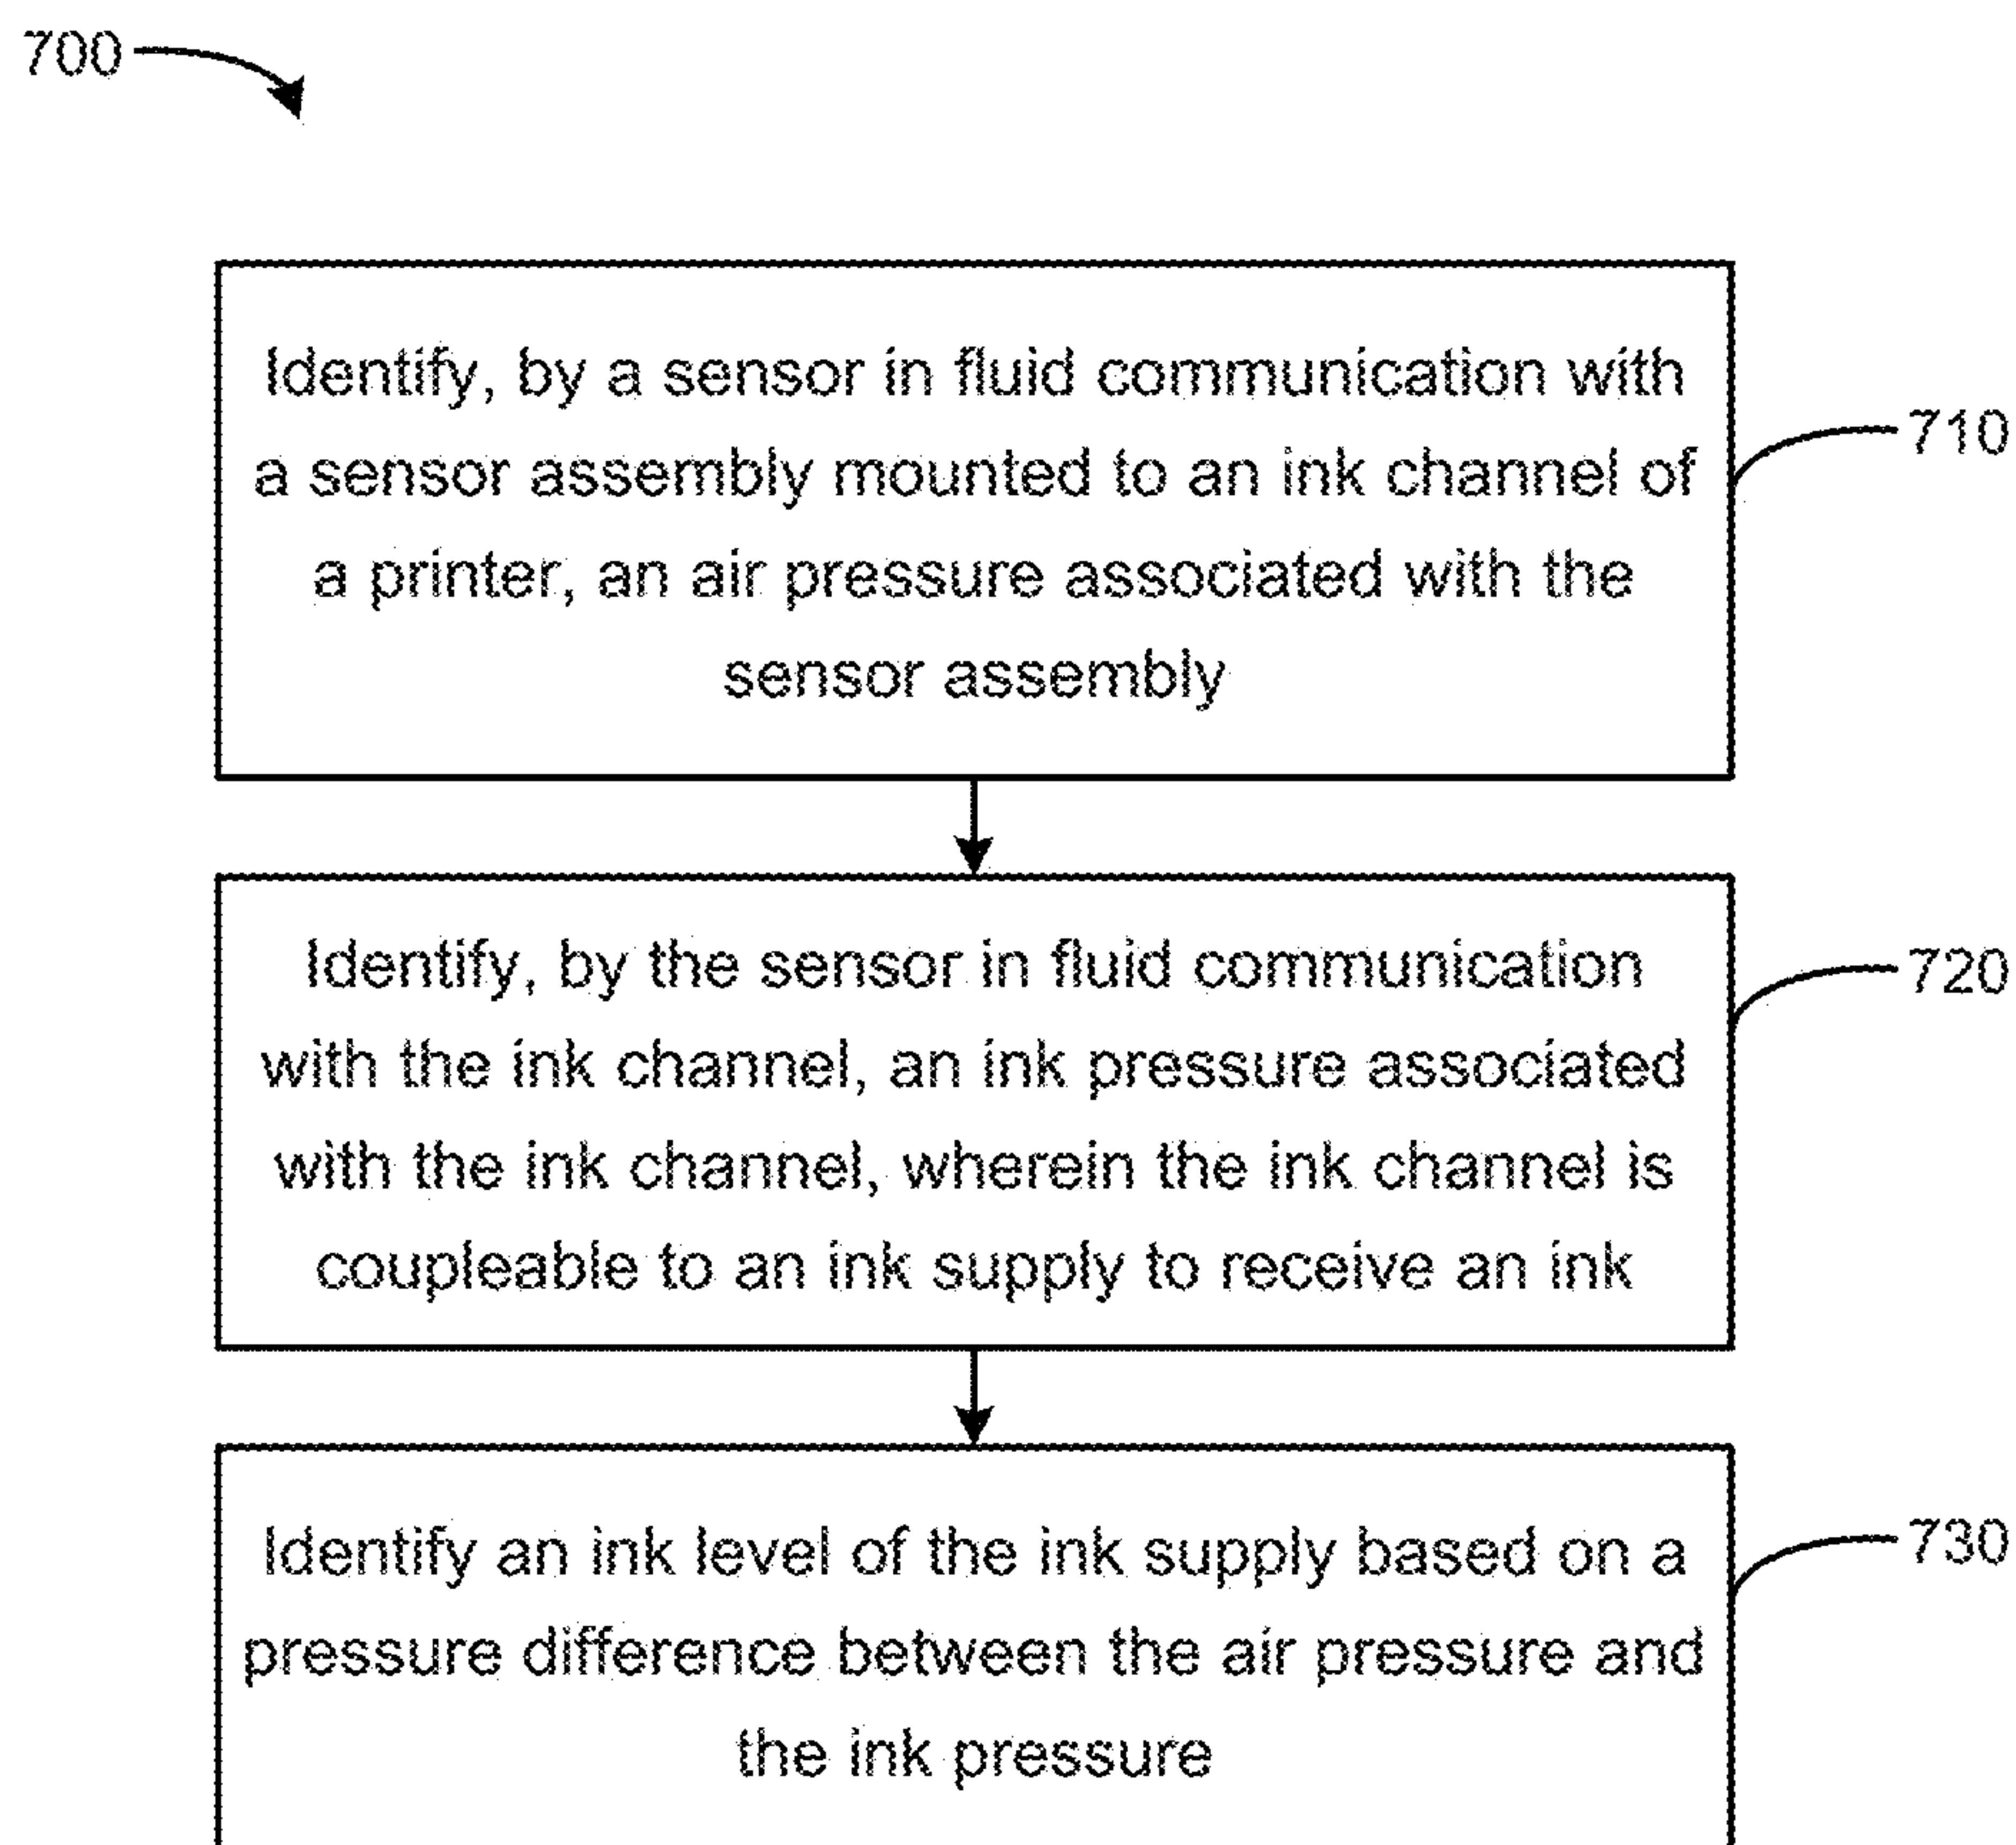 700
Identify, by a sensor in fluid communication with
a sensor assembly mounted to an ink channel of
a printer, an air pressure associated with the
sensor assembly
710
Identify, by the sensor in fluid communication
with the ink channel, an ink pressure associated
with the ink channel, wherein the ink channel is
coupleable to an ink supply to receive an ink
720
Identify an ink level of the ink supply based on a
pressure difference between the air pressure and
the ink pressure
730